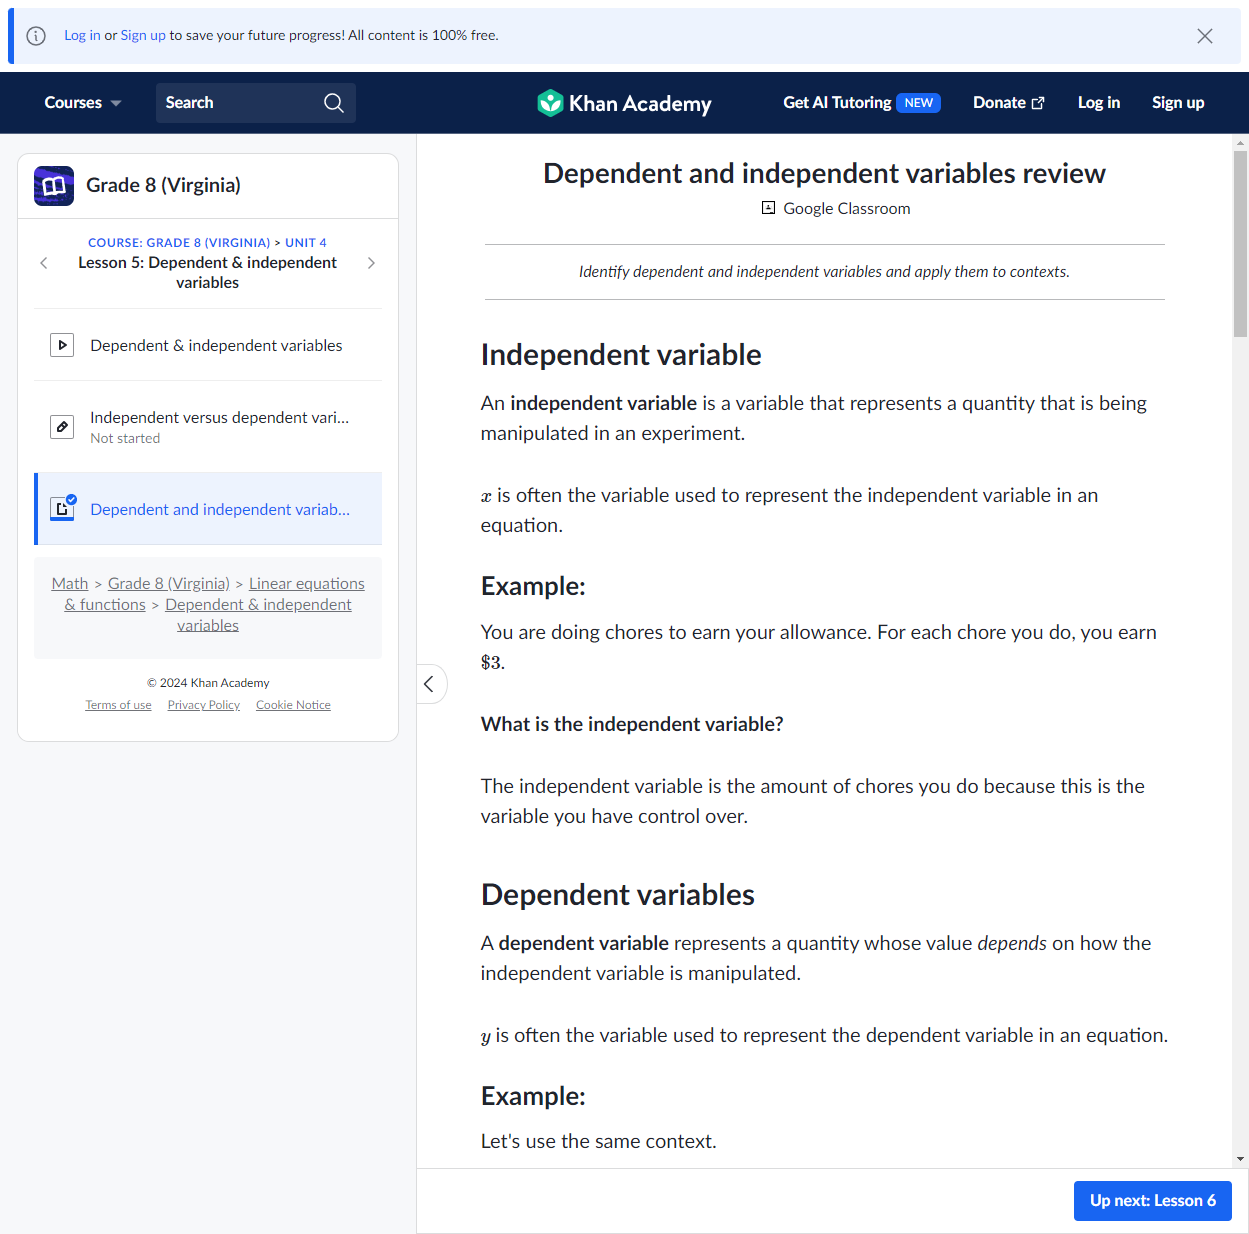 Log in or Sign up to save your future progress! All content is 100% free.
Courses
Search
Khan Academy
Get AI Tutoring NEW
Donate
Log in
Sign up
Grade 8 (Virginia)
COURSE: GRADE 8 (VIRGINIA) > UNIT 4
Lesson 5: Dependent & independent
variables
Dependent & independent variables
Independent versus dependent vari...
Not started
Dependent and independent variab...
Math > Grade 8 (Virginia) > Linear equations
& functions > Dependent & independent
variables
© 2024 Khan Academy
Terms of use Privacy Policy Cookie Notice
Dependent and independent variables review
Google Classroom
Identify dependent and independent variables and apply them to contexts.
Independent variable
An independent variable is a variable that represents a quantity that is being
manipulated in an experiment.
x is often the variable used to represent the independent variable in an
equation.
Example:
You are doing chores to earn your allowance. For each chore you do, you earn
$3.
What is the independent variable?
The independent variable is the amount of chores you do because this is the
variable you have control over.
Dependent variables
A dependent variable represents a quantity whose value depends on how the
independent variable is manipulated.
y is often the variable used to represent the dependent variable in an equation.
Example:
Let's use the same context.
Up next: Lesson 6